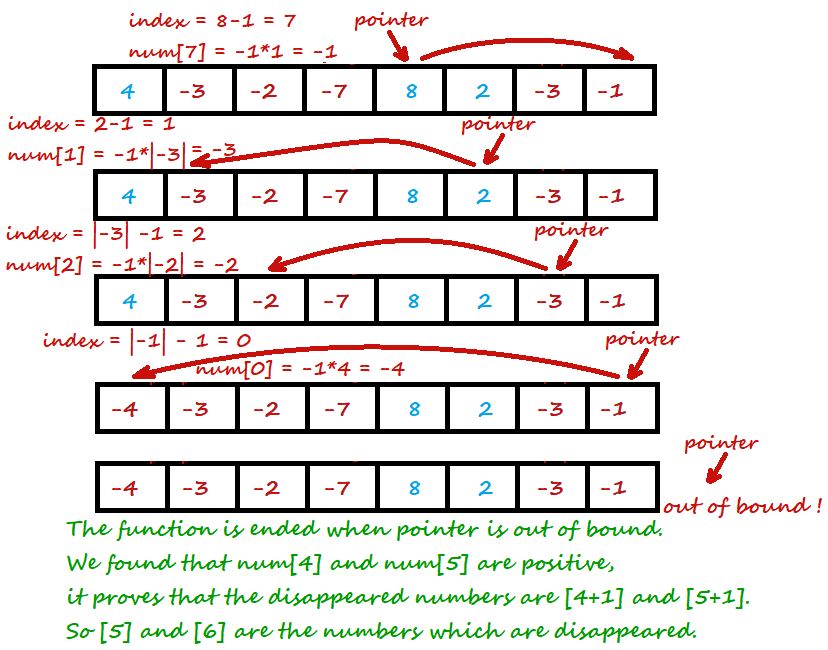 index = 8-1 = 7
pointer
num[7] = -1*1 = -1
4 -3 -2 -7 8 2 -3 -1
index = 2-1 = 1
pointer
num[1] = -1*|-3| = -3
4 -3 -2 -7 8 2 -3 -1
index = |-3| -1 = 2
pointer
num[2] = -1*|-2| = -2
4 -3 -2 -7 8 2 -3 -1
index = |-1| - 1 = 0
pointer
num[0] = -1*4 = -4
-4 -3 -2 -7 8 2 -3 -1
pointer
-4 -3 -2 -7 8 2 -3 -1
out of bound !
The function is ended when pointer is out of bound.
We found that num[4] and num[5] are positive,
it proves that the disappeared numbers are [4+1] and [5+1].
So [5] and [6] are the numbers which are disappeared.